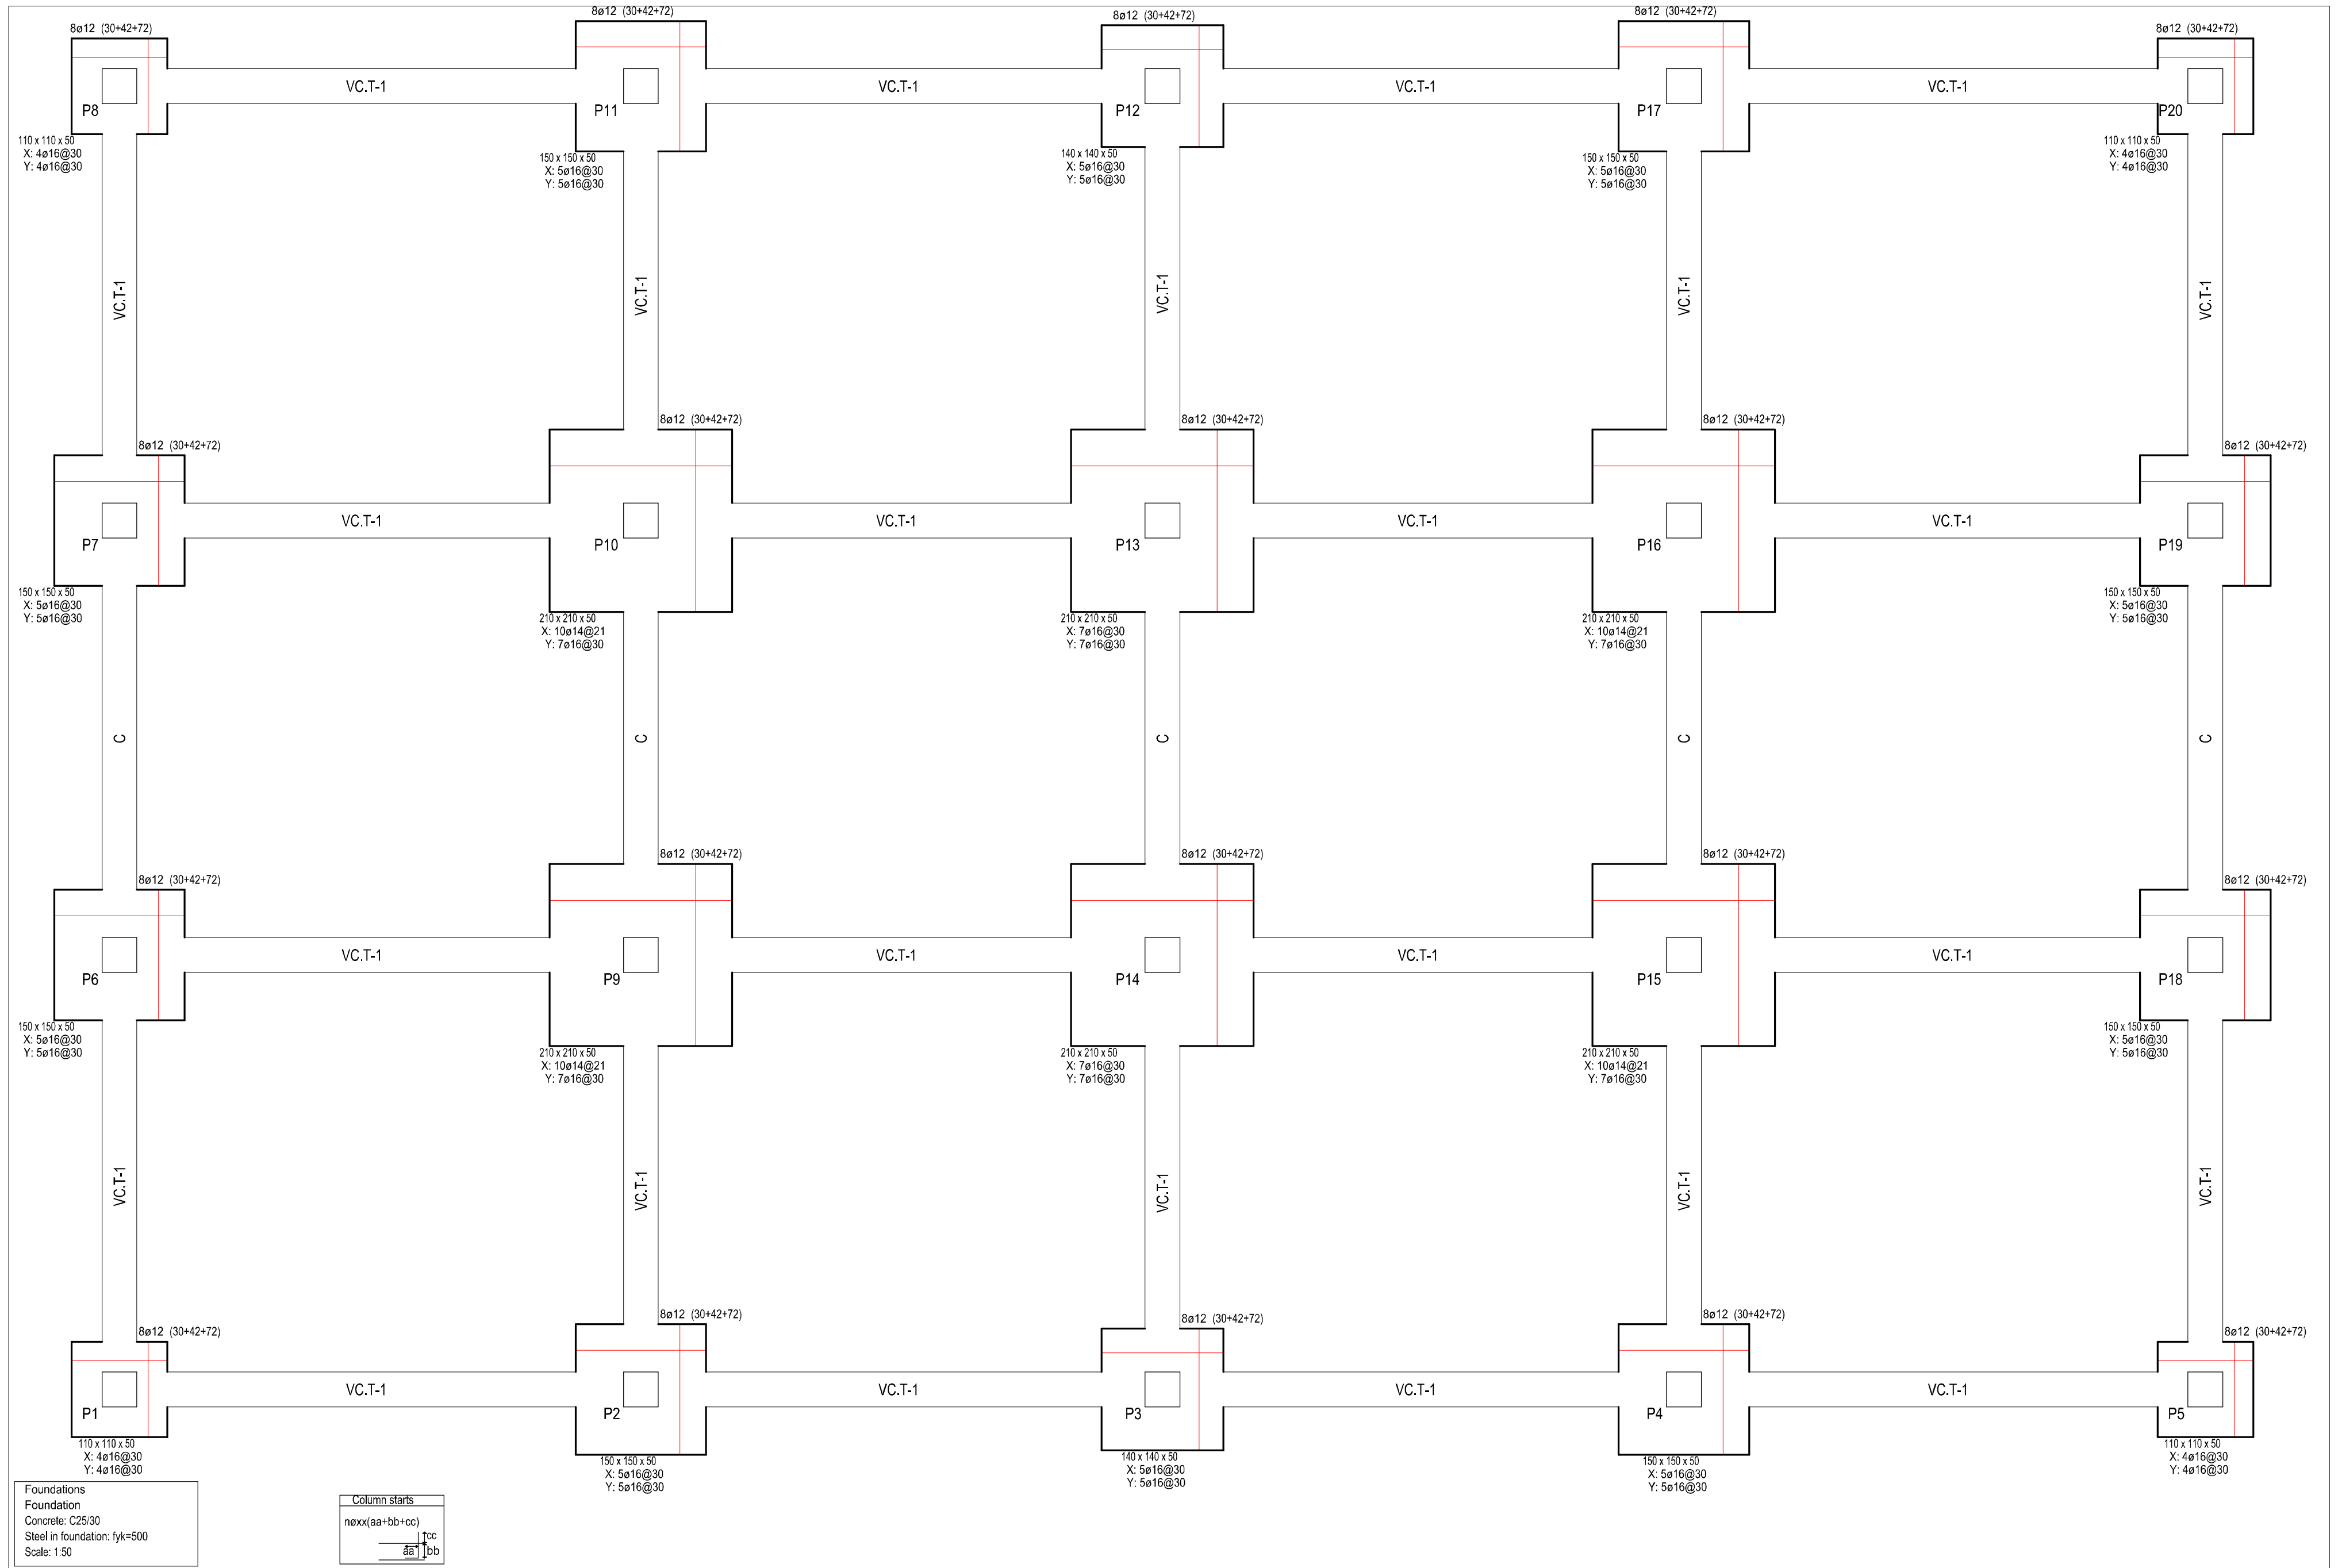 8ø12 (30+42+72)
8ø12 (30+42+72)
8ø12 (30+42+72)
8ø12 (30+42+72)
8ø12 (30+42+72)
VC.T-1
VC.T-1
VC.T-1
VC.T-1
P8
P11
P12
P17
P20
110 x 110 x 50
X: 4ø16@30
Y: 4ø16@30
150 x 150 x 50
X: 5ø16@30
Y: 5ø16@30
140 x 140 x 50
X: 5ø16@30
Y: 5ø16@30
150 x 150 x 50
X: 5ø16@30
Y: 5ø16@30
110 x 110 x 50
X: 4ø16@30
Y: 4ø16@30
VC.T-1
VC.T-1
VC.T-1
VC.T-1
VC.T-1
8ø12 (30+42+72)
8ø12 (30+42+72)
8ø12 (30+42+72)
8ø12 (30+42+72)
8ø12 (30+42+72)
VC.T-1
VC.T-1
VC.T-1
VC.T-1
P7
P10
P13
P16
P19
150 x 150 x 50
X: 5ø16@30
Y: 5ø16@30
210 x 210 x 50
X: 10ø14@21
Y: 7ø16@30
210 x 210 x 50
X: 7ø16@30
Y: 7ø16@30
210 x 210 x 50
X: 10ø14@21
Y: 7ø16@30
150 x 150 x 50
X: 5ø16@30
Y: 5ø16@30
C
C
C
C
C
8ø12 (30+42+72)
8ø12 (30+42+72)
8ø12 (30+42+72)
8ø12 (30+42+72)
8ø12 (30+42+72)
VC.T-1
VC.T-1
VC.T-1
VC.T-1
P6
P9
P14
P15
P18
150 x 150 x 50
X: 5ø16@30
Y: 5ø16@30
210 x 210 x 50
X: 10ø14@21
Y: 7ø16@30
210 x 210 x 50
X: 7ø16@30
Y: 7ø16@30
210 x 210 x 50
X: 10ø14@21
Y: 7ø16@30
150 x 150 x 50
X: 5ø16@30
Y: 5ø16@30
VC.T-1
VC.T-1
VC.T-1
VC.T-1
VC.T-1
8ø12 (30+42+72)
8ø12 (30+42+72)
8ø12 (30+42+72)
8ø12 (30+42+72)
8ø12 (30+42+72)
VC.T-1
VC.T-1
VC.T-1
VC.T-1
P1
P2
P3
P4
P5
110 x 110 x 50
X: 4ø16@30
Y: 4ø16@30
150 x 150 x 50
X: 5ø16@30
Y: 5ø16@30
140 x 140 x 50
X: 5ø16@30
Y: 5ø16@30
150 x 150 x 50
X: 5ø16@30
Y: 5ø16@30
110 x 110 x 50
X: 4ø16@30
Y: 4ø16@30
Foundations
Foundation
Concrete: C25/30
Steel in foundation: fyk=500
Scale: 1:50
Column starts
nøxx(aa+bb+cc)
cc
aa
bb